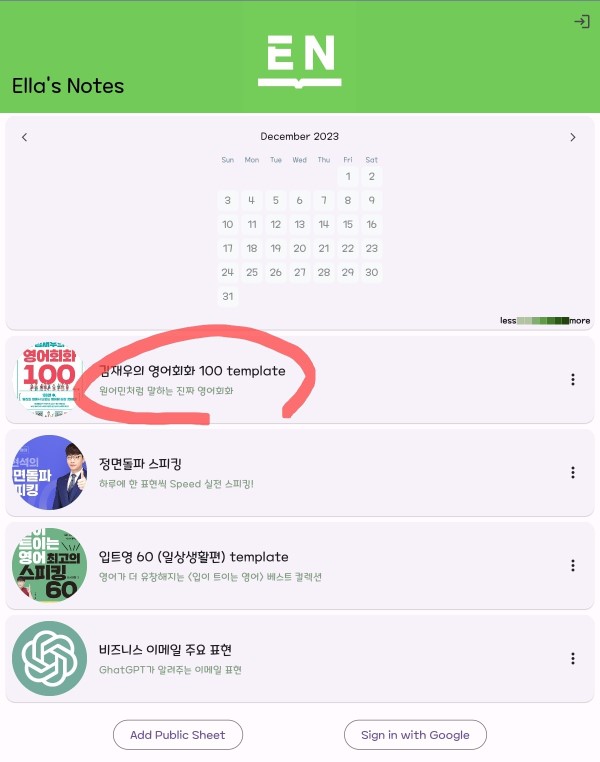 EN
Ella's Notes
December 2023
Sun Mon Tue Wed Thu Fri Sat
1 2
3 4 5 6 7 8 9
10 11 12 13 14 15 16
17 18 19 20 21 22 23
24 25 26 27 28 29 30
31
less more
영어회화
100
김재우의 영어회화 100 template
원어민처럼 말하는 진짜 영어회화
면돌파
피킹
정면돌파 스피킹
하루에 한 표현씩 Speed 실전 스피킹!
트이는
영어 최고의
스피킹
60
입트영 60 (일상생활편) template
영어가 더 유창해지는 <입이 트이는 영어> 베스트 컬렉션
비즈니스 이메일 주요 표현
GhatGPT가 알려주는 이메일 표현
Add Public Sheet
Sign in with Google